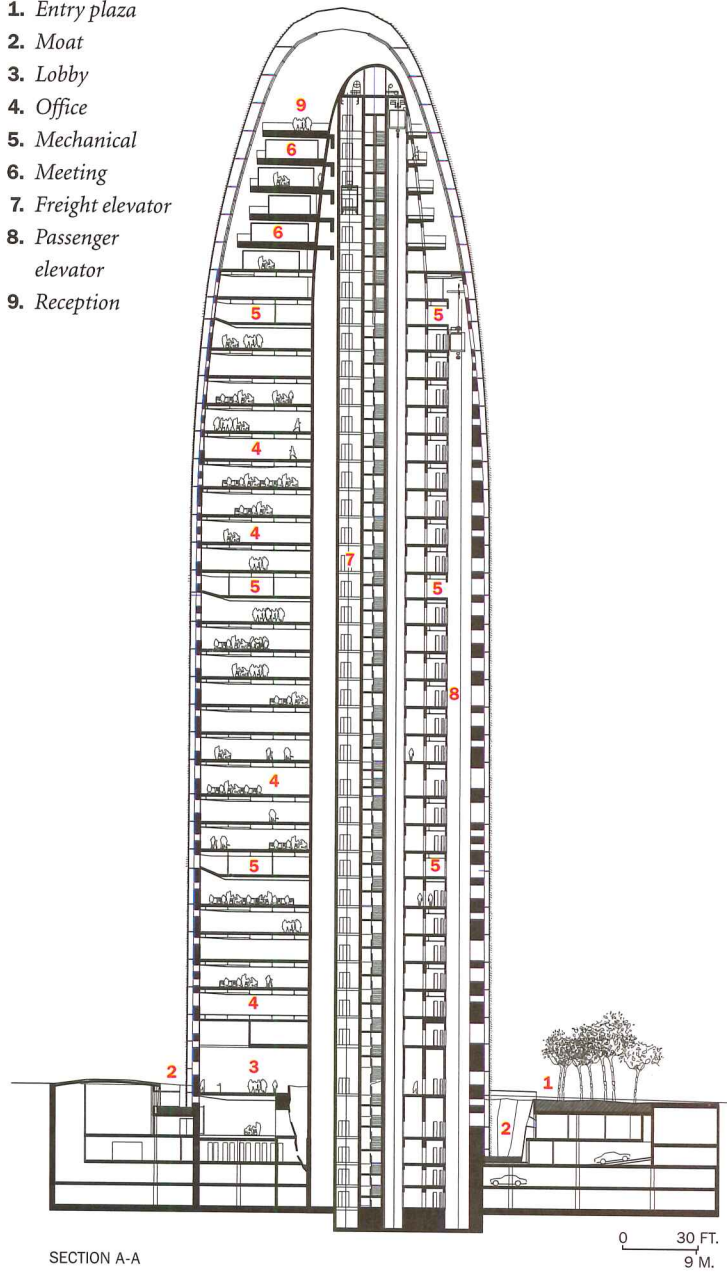 1. Entry plaza
2. Moat
3. Lobby
4. Office
5. Mechanical
6. Meeting
7. Freight elevator
8. Passenger
elevator
9. Reception
9
6
6
5 5
4
4
7
5 5
8
4
5 5
4
2 3 1
2
0 30 FT.
9 M.
SECTION A-A